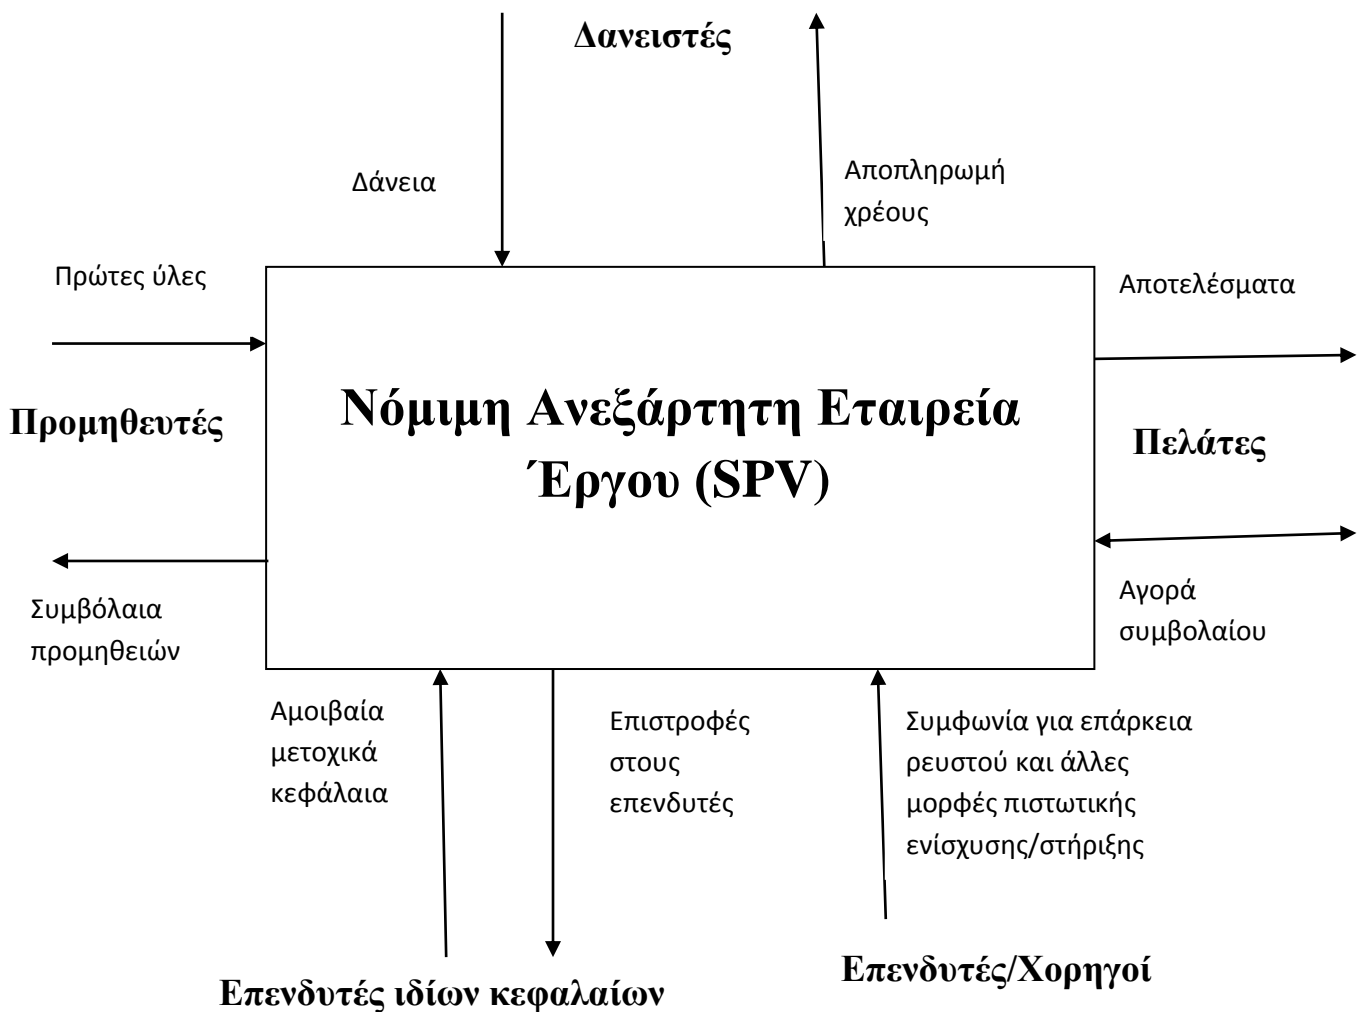 Δανειστές
Δάνεια
Αποπληρωμή
χρέους
Πρώτες ύλες
Αποτελέσματα
Νόμιμη Ανεξάρτητη Εταιρεία
Έργου (SPV)
Προμηθευτές
Πελάτες
Συμβόλαια
προμηθειών
Αγορά
συμβολαίου
Αμοιβαία
μετοχικά
κεφάλαια
Επιστροφές
στους
επενδυτές
Συμφωνία για επάρκεια
ρευστού και άλλες
μορφές πιστωτικής
ενίσχυσης/στήριξης
Επενδυτές ιδίων κεφαλαίων
Επενδυτές/Χορηγοί